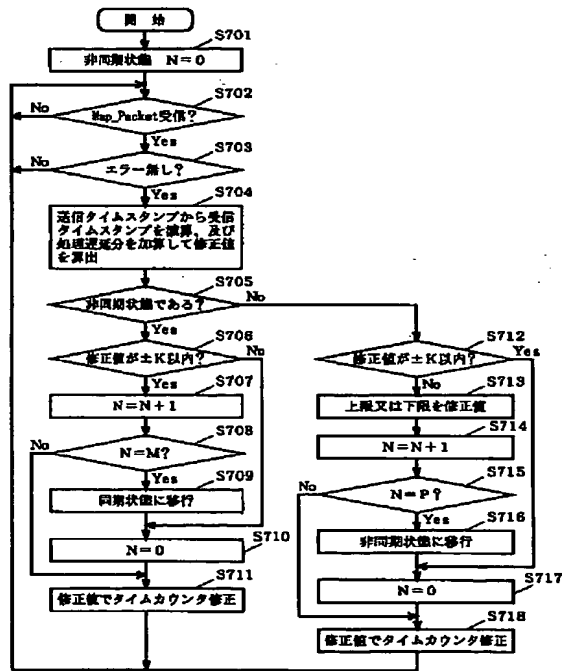 開始
S701
非同期状態 N=0
S702
Map_Packet受信?
No
Yes
S703
エラー無し?
No
Yes
S704
送信タイムスタンプから受信
タイムスタンプを減算、及び
処理遅延分を加算して修正値
を算出
S705
非同期状態である?
No
Yes
S706
修正値が±K以内?
No
Yes
S707
N=N+1
S708
N=M?
No
Yes
S709
同期状態に移行
S710
N=0
S711
修正値でタイムカウンタ修正
S712
修正値が±K以内?
Yes
No
S713
上限又は下限を修正値
S714
N=N+1
S715
N=P?
No
Yes
S716
非同期状態に移行
S717
N=0
S718
修正値でタイムカウンタ修正